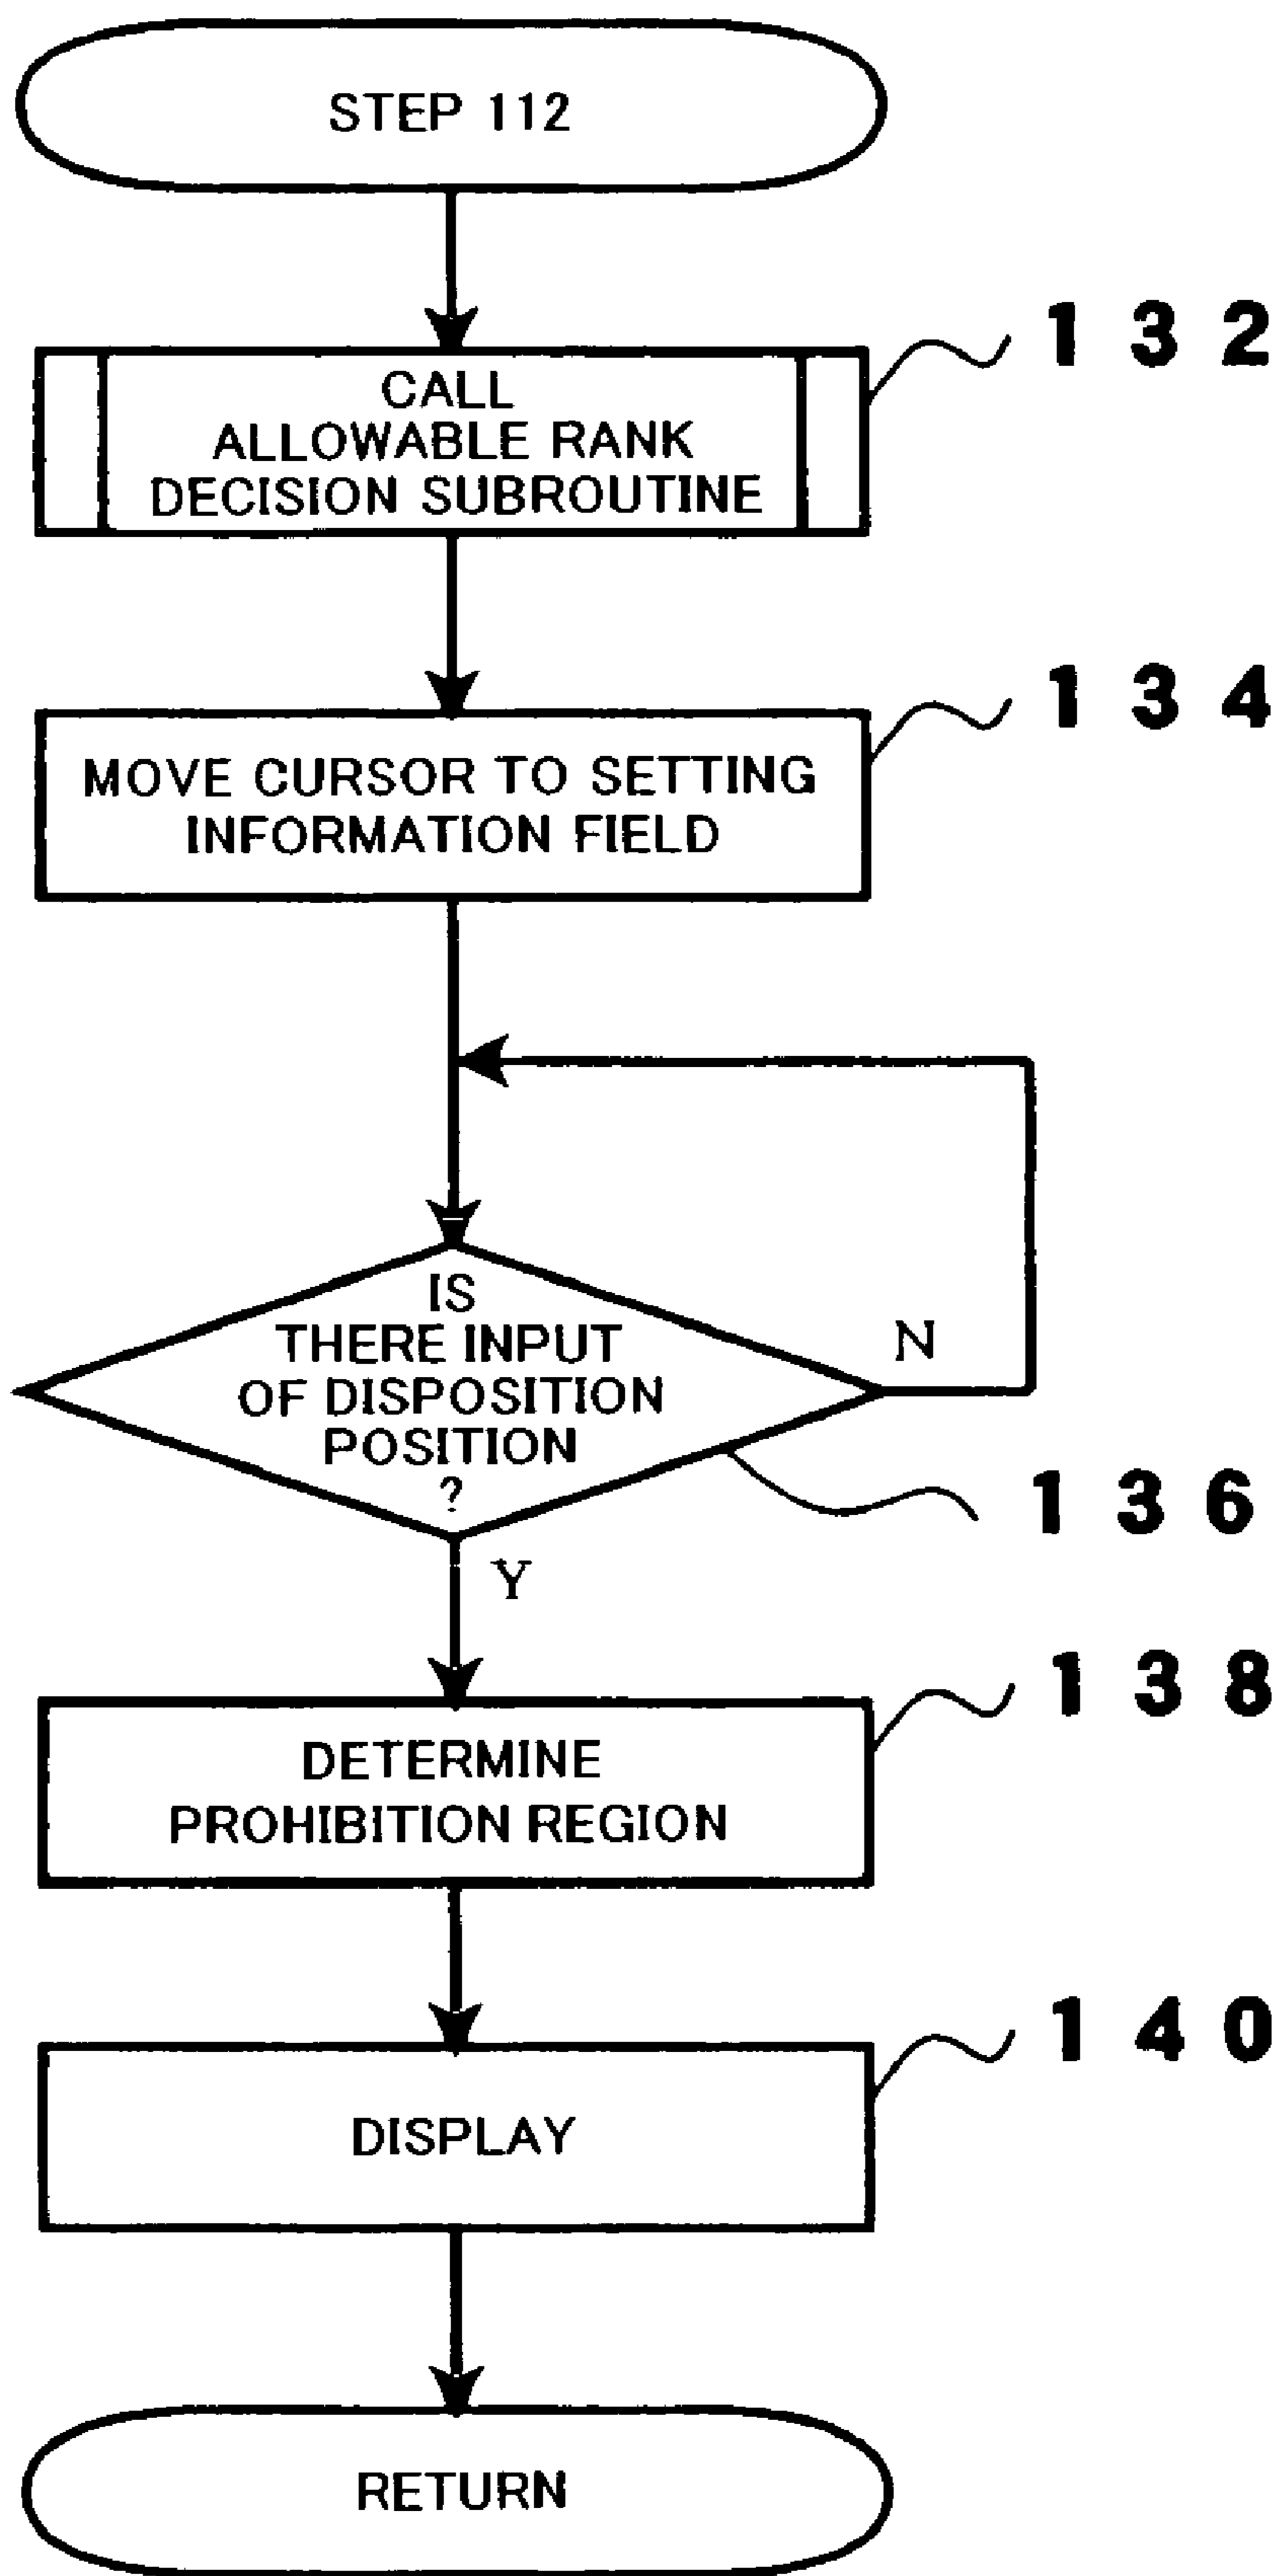 STEP 112
132
CALL
ALLOWABLE RANK
DECISION SUBROUTINE
134
MOVE CURSOR TO SETTING
INFORMATION FIELD
IS
THERE INPUT
OF DISPOSITION
POSITION
?
N
136
Y
138
DETERMINE
PROHIBITION REGION
140
DISPLAY
RETURN